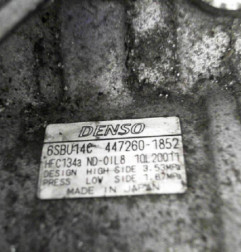 DENSO
6SBU14C 447260-1852
HFC134a ND-OIL8
DESIGN HIGH SIDE 3.53MPa
PRESS LOW SIDE 1.67MPa
MADE IN JAPAN